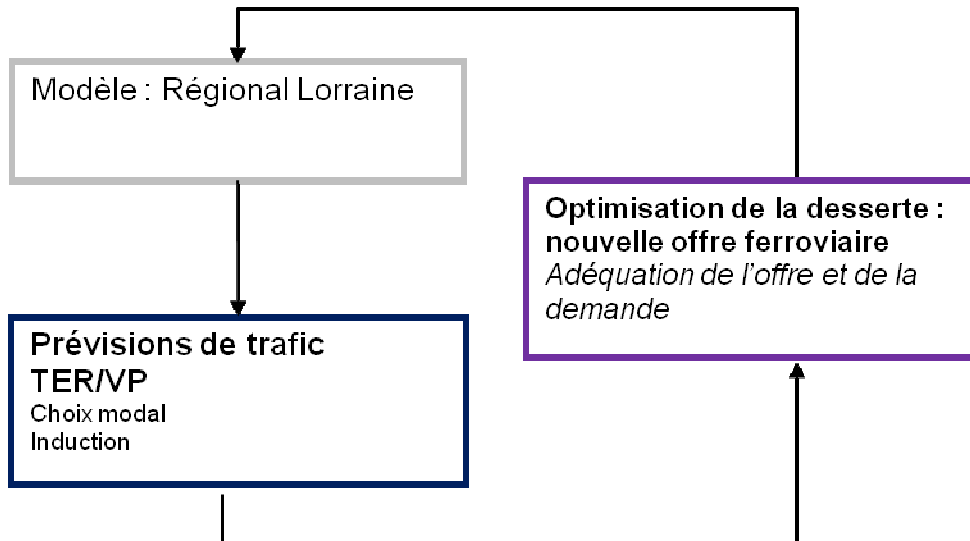 Modèle : Régional Lorraine
Optimisation de la desserte :
nouvelle offre ferroviaire
Adéquation de l'offre et de la
demande
Prévisions de trafic
TER/VP
Choix modal
Induction